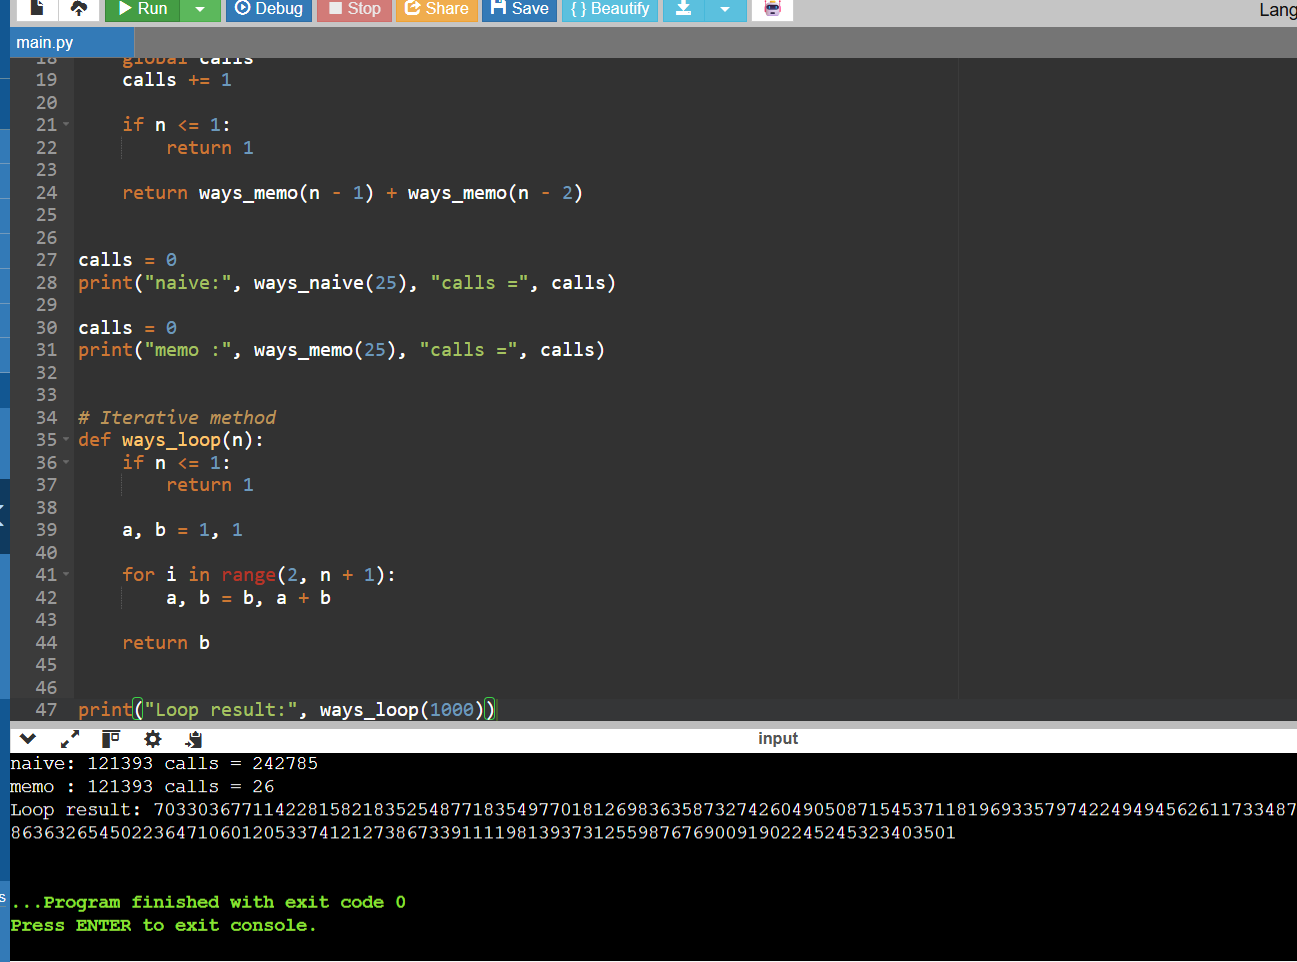 Run Debug Stop Share Save { } Beautify Lang
main.py
18 global calls
19 calls += 1
20
21 if n <= 1:
22 return 1
23
24 return ways_memo(n - 1) + ways_memo(n - 2)
25
26
27 calls = 0
28 print("naive:", ways_naive(25), "calls =", calls)
29
30 calls = 0
31 print("memo :", ways_memo(25), "calls =", calls)
32
33
34 # Iterative method
35 def ways_loop(n):
36 if n <= 1:
37 return 1
38
39 a, b = 1, 1
40
41 for i in range(2, n + 1):
42 a, b = b, a + b
43
44 return b
45
46
47 print("Loop result:", ways_loop(1000))
input
naive: 121393 calls = 242785
memo : 121393 calls = 26
Loop result: 70330367711422815821835254877183549770181269836358732742604905087154537118196933579742249494562611733487
86363265450223647106012053374121273867339111198139373125598767690091902245245323403501
s
...Program finished with exit code 0
Press ENTER to exit console.